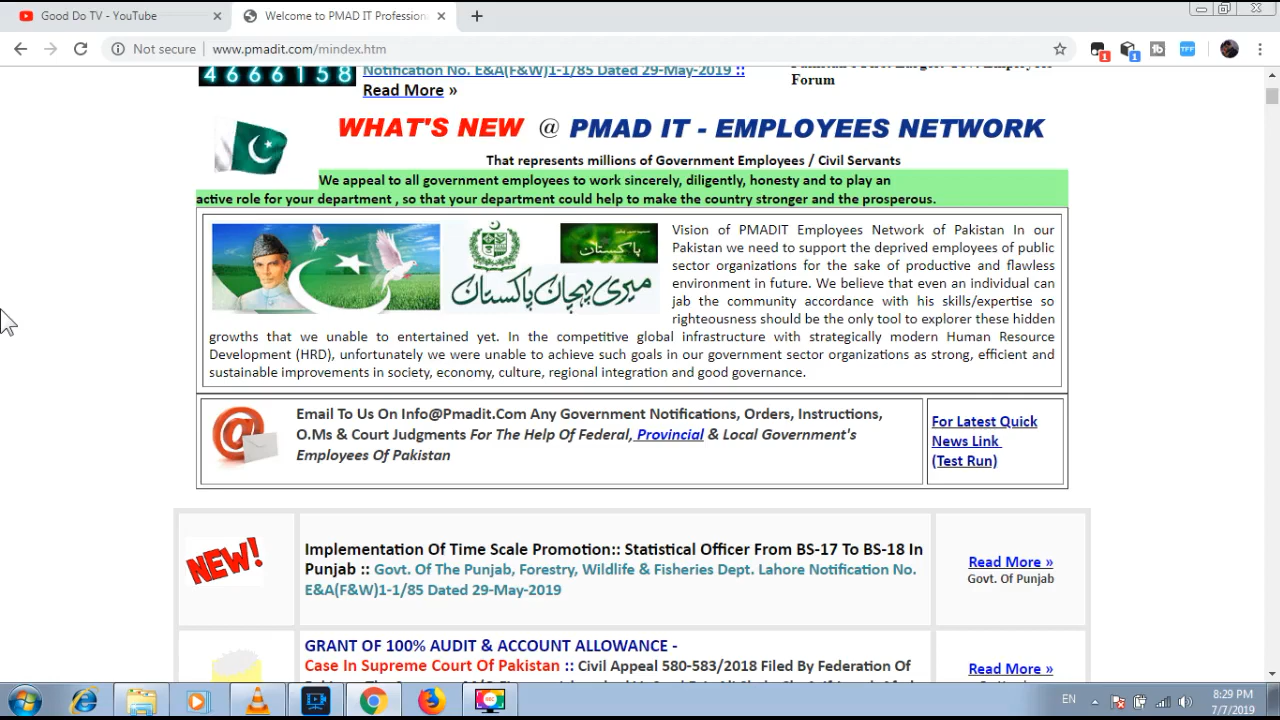 Good Do TV - YouTube
Welcome to PMAD IT Profession
Not secure
www.pmadit.com/mindex.htm
1
1
tb
TFF
4666158
Notification No. E&A(F&W)1-1/85 Dated 29-May-2019 ::
Read More »
Forum
WHAT'S NEW @ PMAD IT - EMPLOYEES NETWORK
That represents millions of Government Employees / Civil Servants
We appeal to all government employees to work sincerely, diligently, honesty and to play an
active role for your department , so that your department could help to make the country stronger and the prosperous.
پاکستان
میری پہچان پاکستان
Vision of PMADIT Employees Network of Pakistan In our
Pakistan we need to support the deprived employees of public
sector organizations for the sake of productive and flawless
environment in future. We believe that even an individual can
jab the community accordance with his skills/expertise so
righteousness should be the only tool to explorer these hidden
growths that we unable to entertained yet. In the competitive global infrastructure with strategically modern Human Resource
Development (HRD), unfortunately we were unable to achieve such goals in our government sector organizations as strong, efficient and
sustainable improvements in society, economy, culture, regional integration and good governance.
Email To Us On Info@Pmadit.Com Any Government Notifications, Orders, Instructions,
O.Ms & Court Judgments For The Help Of Federal, Provincial & Local Government's
Employees Of Pakistan
For Latest Quick
News Link
(Test Run)
NEW!
Implementation Of Time Scale Promotion:: Statistical Officer From BS-17 To BS-18 In
Punjab :: Govt. Of The Punjab, Forestry, Wildlife & Fisheries Dept. Lahore Notification No.
E&A(F&W)1-1/85 Dated 29-May-2019
Read More »
Govt. Of Punjab
GRANT OF 100% AUDIT & ACCOUNT ALLOWANCE -
Case In Supreme Court Of Pakistan :: Civil Appeal 580-583/2018 Filed By Federation Of
Read More »
EN
8:29 PM
7/7/2019